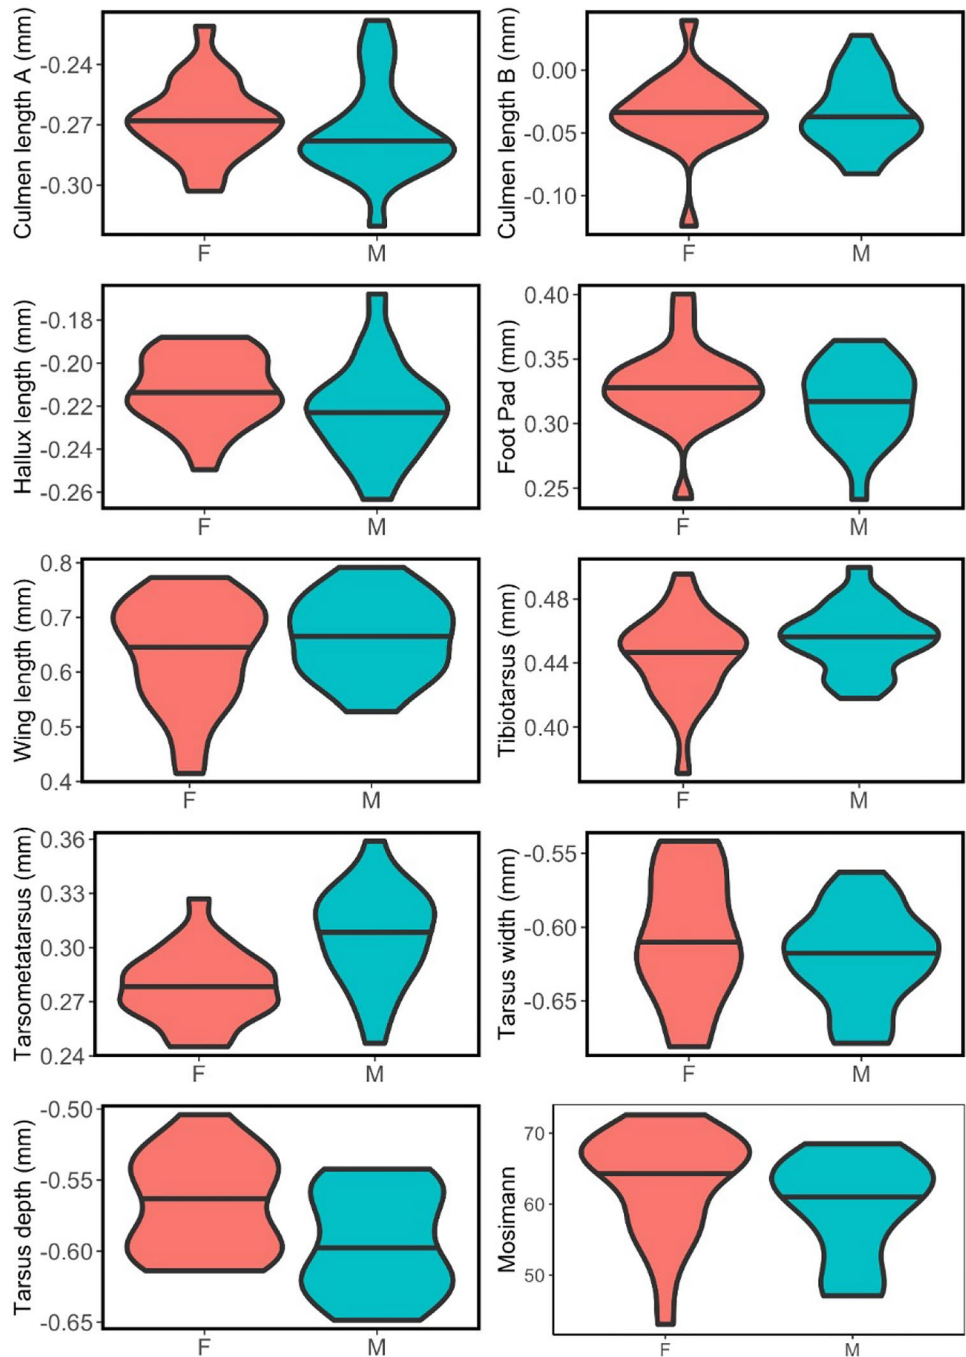 Culmen length A (mm)
-0.24
-0.27
-0.30
F M
Culmen length B (mm)
0.00
-0.05
-0.10
F M
Hallux length (mm)
-0.18
-0.20
-0.22
-0.24
-0.26
F M
Foot Pad (mm)
0.40
0.35
0.30
0.25
F M
Wing length (mm)
0.8
0.7
0.6
0.5
0.4
F M
Tibiotarsus (mm)
0.48
0.44
0.40
F M
Tarsometatarsus (mm)
0.36
0.33
0.30
0.27
0.24
F M
Tarsus width (mm)
-0.55
-0.60
-0.65
F M
Tarsus depth (mm)
-0.50
-0.55
-0.60
-0.65
F M
Mosimann
70
60
50
F M